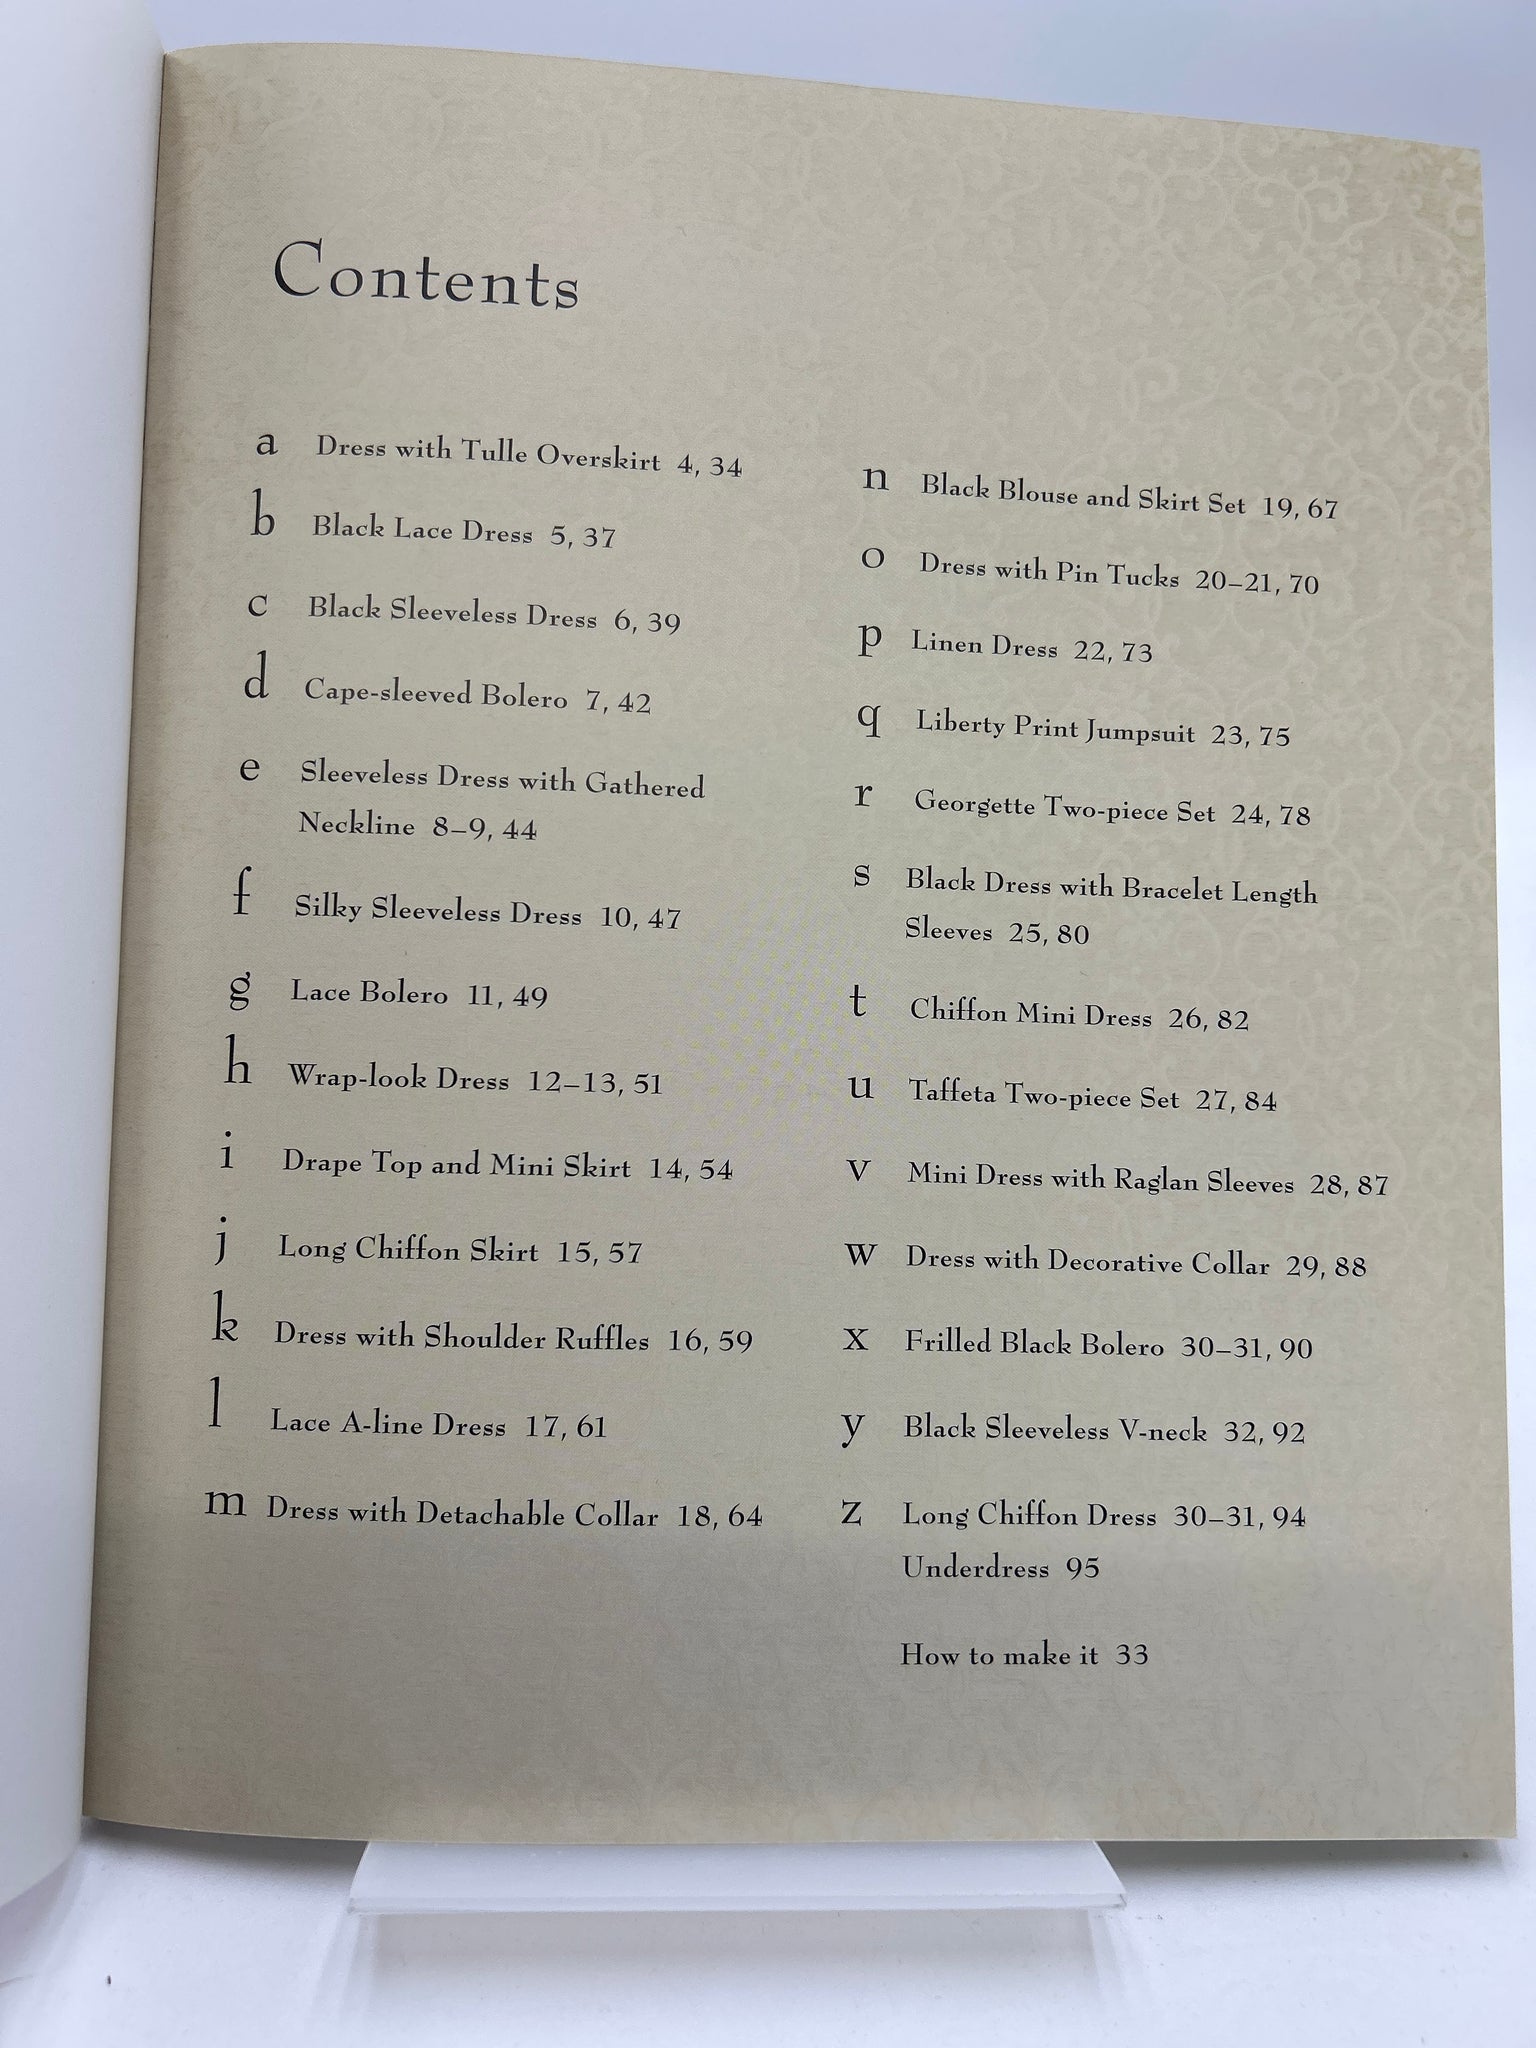 Contents
a Dress with Tulle Overskirt 4, 34
b Black Lace Dress 5, 37
c Black Sleeveless Dress 6, 39
d Cape-sleeved Bolero 7, 42
e Sleeveless Dress with Gathered
Neckline 8–9, 44
f Silky Sleeveless Dress 10, 47
g Lace Bolero 11, 49
h Wrap-look Dress 12–13, 51
i Drape Top and Mini Skirt 14, 54
j Long Chiffon Skirt 15, 57
k Dress with Shoulder Ruffles 16, 59
l Lace A-line Dress 17, 61
m Dress with Detachable Collar 18, 64
n Black Blouse and Skirt Set 19, 67
o Dress with Pin Tucks 20–21, 70
p Linen Dress 22, 73
q Liberty Print Jumpsuit 23, 75
r Georgette Two-piece Set 24, 78
s Black Dress with Bracelet Length
Sleeves 25, 80
t Chiffon Mini Dress 26, 82
u Taffeta Two-piece Set 27, 84
v Mini Dress with Raglan Sleeves 28, 87
w Dress with Decorative Collar 29, 88
x Frilled Black Bolero 30–31, 90
y Black Sleeveless V-neck 32, 92
z Long Chiffon Dress 30–31, 94
Underdress 95
How to make it 33